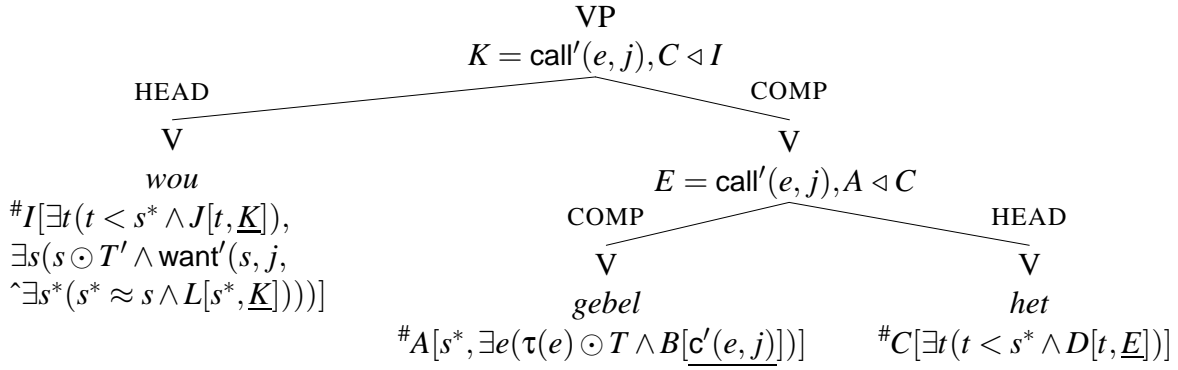 VP
K = call′(e, j), C ◁ I
HEAD COMP
V V
wou E = call′(e, j), A ◁ C
#I[∃t(t < s* ∧ J[t, K]),
∃s(s ⊙ T′ ∧ want′(s, j,
ˆ∃s*(s* ≈ s ∧ L[s*, K])))]
COMP HEAD
V V
gebel het
#A[s*, ∃e(τ(e) ⊙ T ∧ B[c′(e, j)])] #C[∃t(t < s* ∧ D[t, E])]